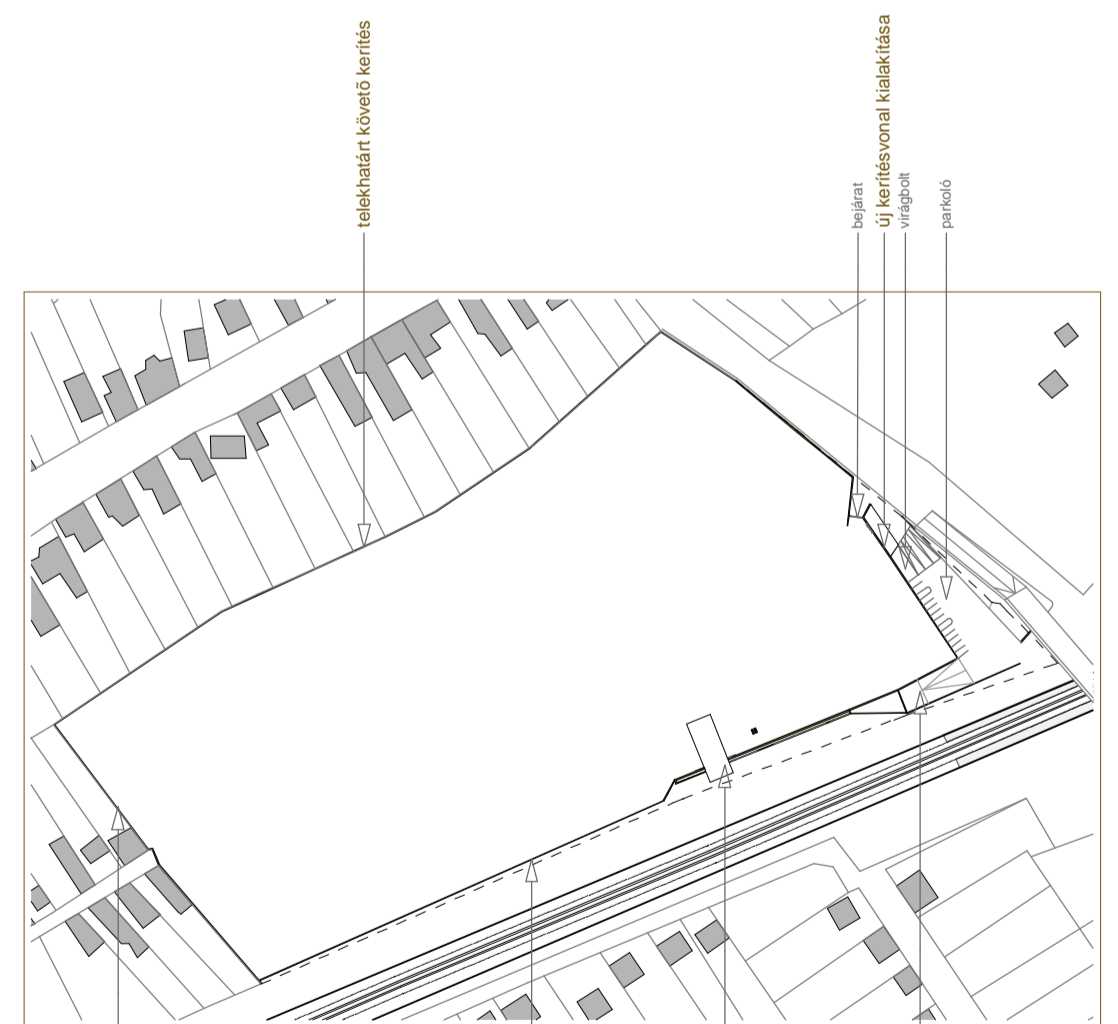 telekhatárt követő kerítés
bejárat
új kerítésvonal kialakítása
virágbolt
parkoló